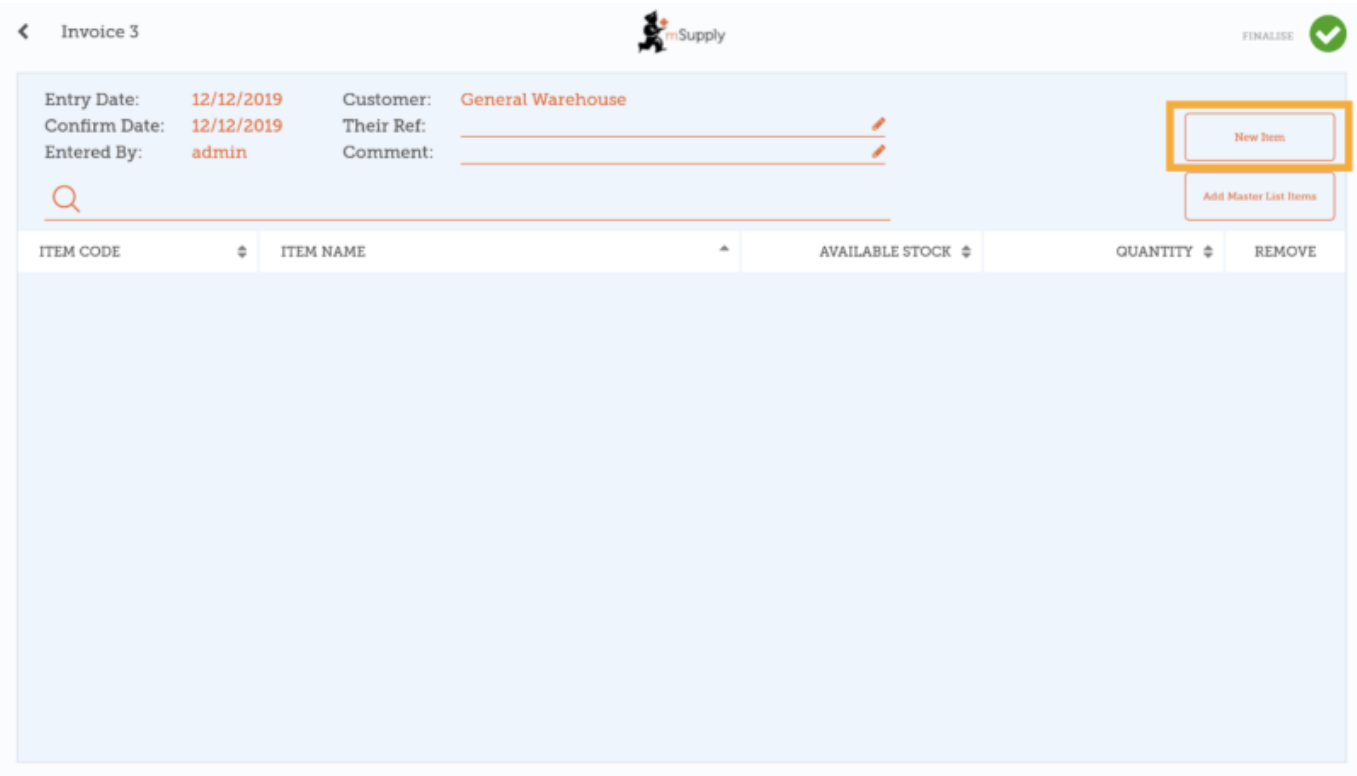 Invoice 3
mSupply
FINALISE
Entry Date: 12/12/2019 Customer: General Warehouse
Confirm Date: 12/12/2019 Their Ref:
Entered By: admin Comment:
New Item
Add Master List Items
ITEM CODE ITEM NAME AVAILABLE STOCK QUANTITY REMOVE